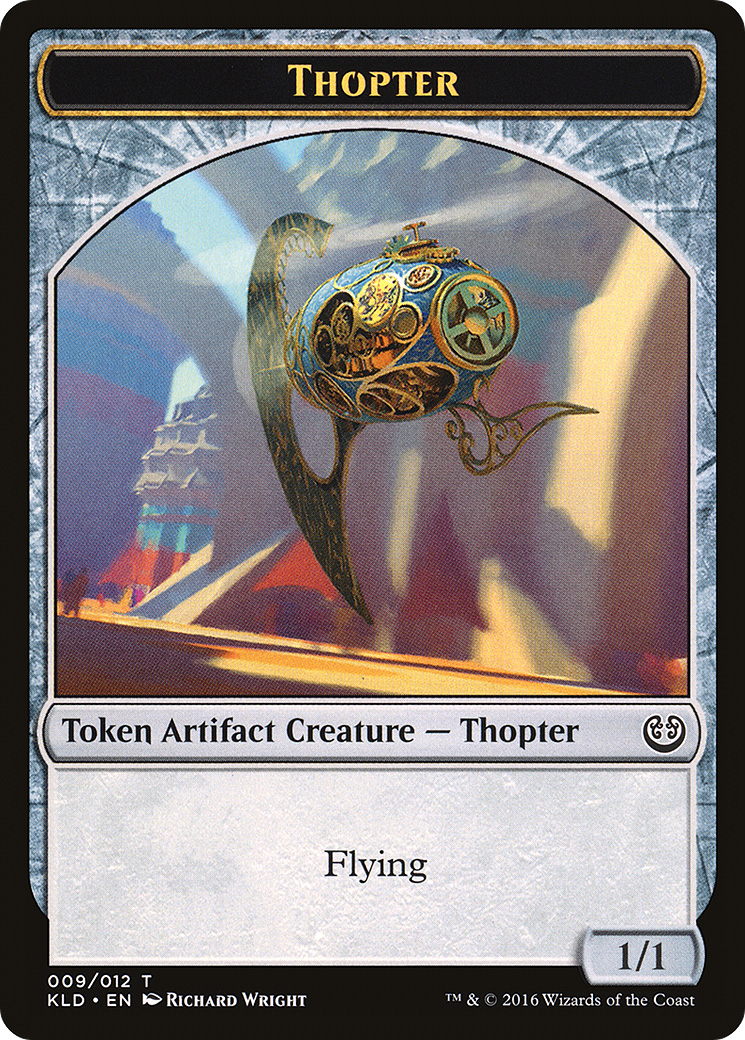 Thopter
Token Artifact Creature — Thopter
Flying
1/1
009/012 T
KLD • EN Richard Wright
™ & © 2016 Wizards of the Coast